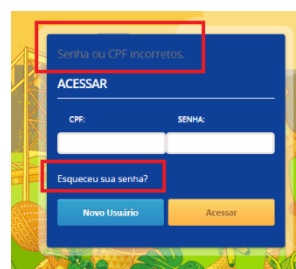 Senha ou CPF incorretos.
ACESSAR
CPF: SENHA:
Esqueceu sua senha?
Novo Usuário Acessar